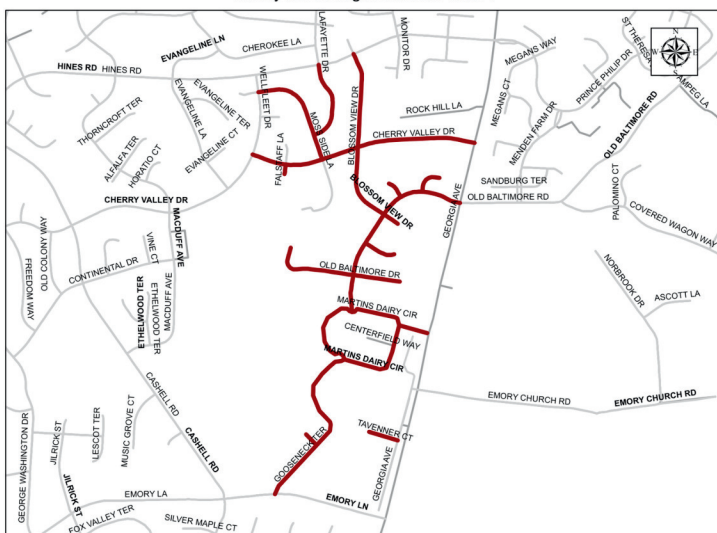 LAFAYETTE DR
MONITOR DR
EVANGELINE LN
CHEROKEE LA
MEGANS WAY
ST THERESA
N
W
E
S
HINES RD
HINES RD
WELLFLEET DR
PRINCE PHILIP DR
AMPEG LA
EVANGELINE TER
EVANGELINE LA
MEGANS CT
THORNCROFT TER
ROCK HILL LA
MOSS SIDE LA
BLOSSOM VIEW DR
MENDEN FARM DR
OLD BALTIMORE RD
ALFALFA TER
HORATIO CT
EVANGELINE CT
FALSTAFF LA
CHERRY VALLEY DR
SANDBURG TER
BLOSSOM VIEW DR
OLD BALTIMORE RD
PALOMINO CT
CHERRY VALLEY DR
MACDUFF AVE
GEORGIA AVE
COVERED WAGON WAY
OLD COLONY WAY
FREEDOM WAY
VINE CT
CONTINENTAL DR
OLD BALTIMORE DR
NORBROOK DR
ASCOTT LA
ETHELWOOD TER
ETHELWOOD TER
MACDUFF AVE
MARTINS DAIRY CIR
CENTERFIELD WAY
MARTINS DAIRY CIR
CASHELL RD
EMORY CHURCH RD
EMORY CHURCH RD
GEORGE WASHINGTON DR
JILRICK ST
LESCOT TER
MUSIC GROVE CT
CASHELL RD
TAVENNER CT
GOOSENECK TER
GEORGIA AVE
JILRICK ST
EMORY LA
EMORY LN
FOX VALLEY TER
SILVER MAPLE CT